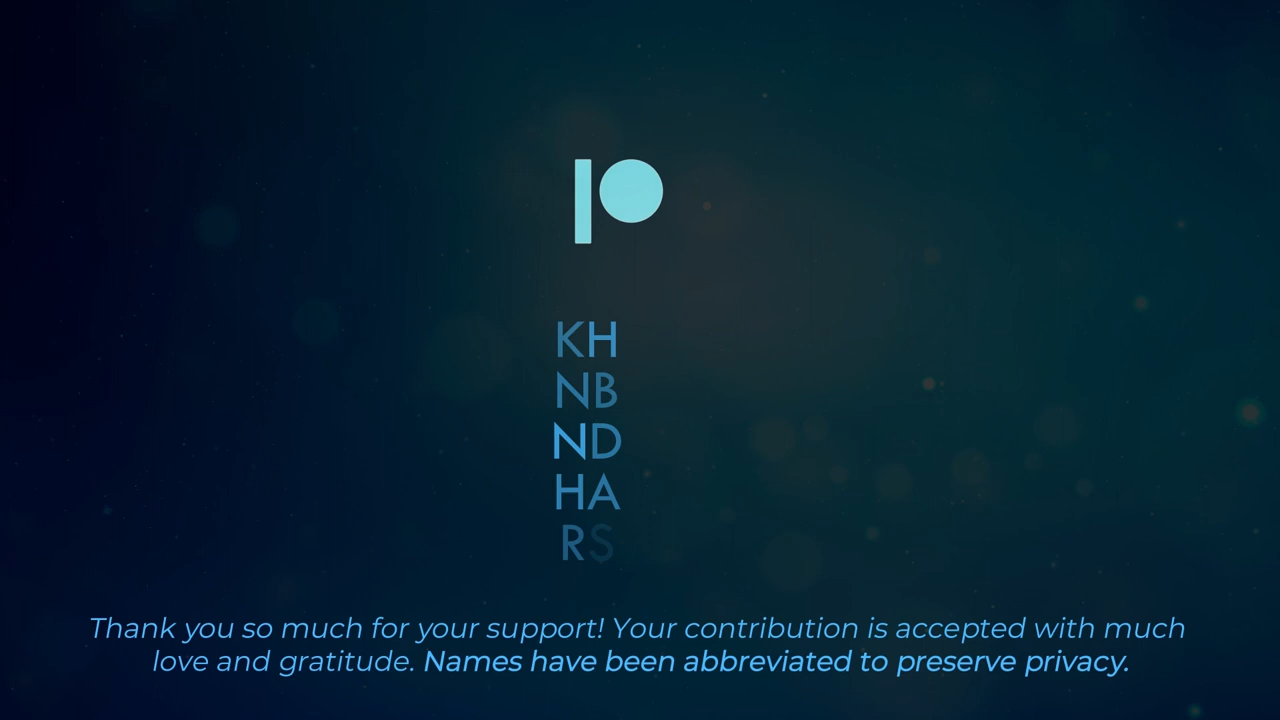 KH
NB
ND
HA
RS
Thank you so much for your support! Your contribution is accepted with much
love and gratitude. Names have been abbreviated to preserve privacy.